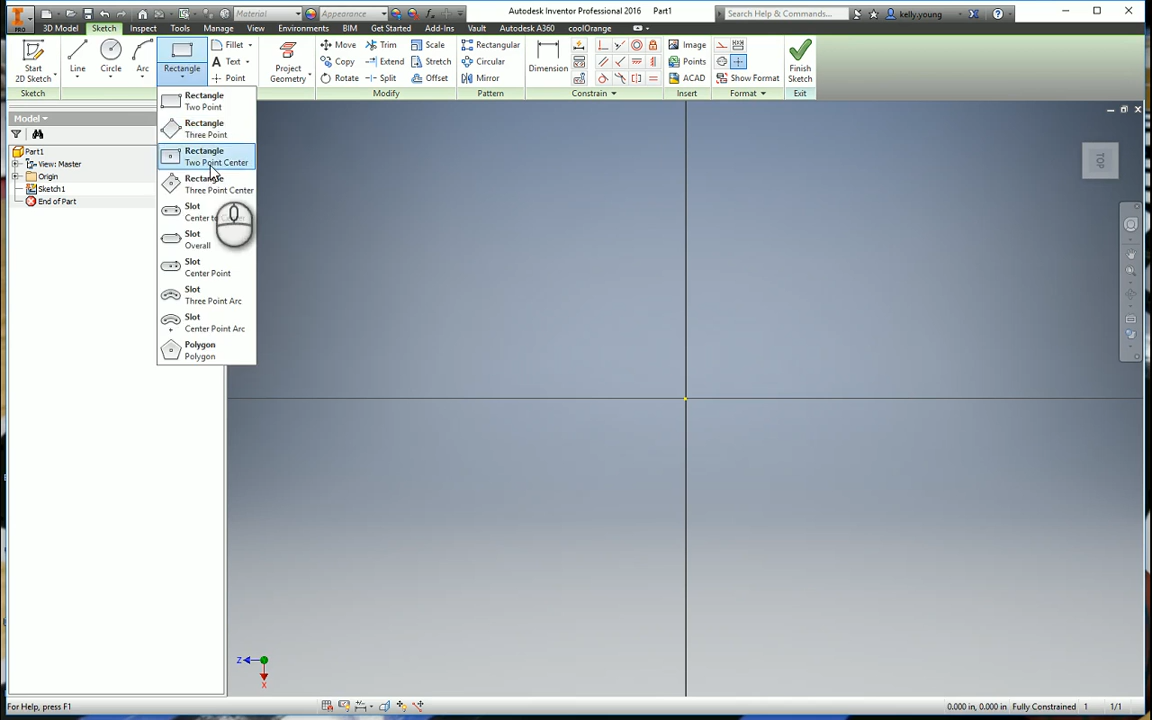 Material
Appearance
Autodesk Inventor Professional 2016 Part1
Search Help & Commands...
kelly.young
PRO
3D Model Sketch Inspect Tools Manage View Environments BIM Get Started Add-Ins Vault Autodesk A360 coolOrange
Start
2D Sketch
Line
Circle
Arc
Rectangle
Fillet
Text
Point
Project
Geometry
Move
Copy
Rotate
Trim
Extend
Split
Scale
Stretch
Offset
Rectangular
Circular
Mirror
Dimension
Image
Points
ACAD
Show Format
Finish
Sketch
Sketch
Modify
Pattern
Constrain
Insert
Format
Exit
Model
Part1
View: Master
Origin
Sketch1
End of Part
Rectangle
Two Point
Rectangle
Three Point
Rectangle
Two Point Center
Rectangle
Three Point Center
Slot
Center to
Slot
Overall
Slot
Center Point
Slot
Three Point Arc
Slot
Center Point Arc
Polygon
Polygon
TOP
Z
X
For Help, press F1
0.000 in, 0.000 in Fully Constrained 1 1/1